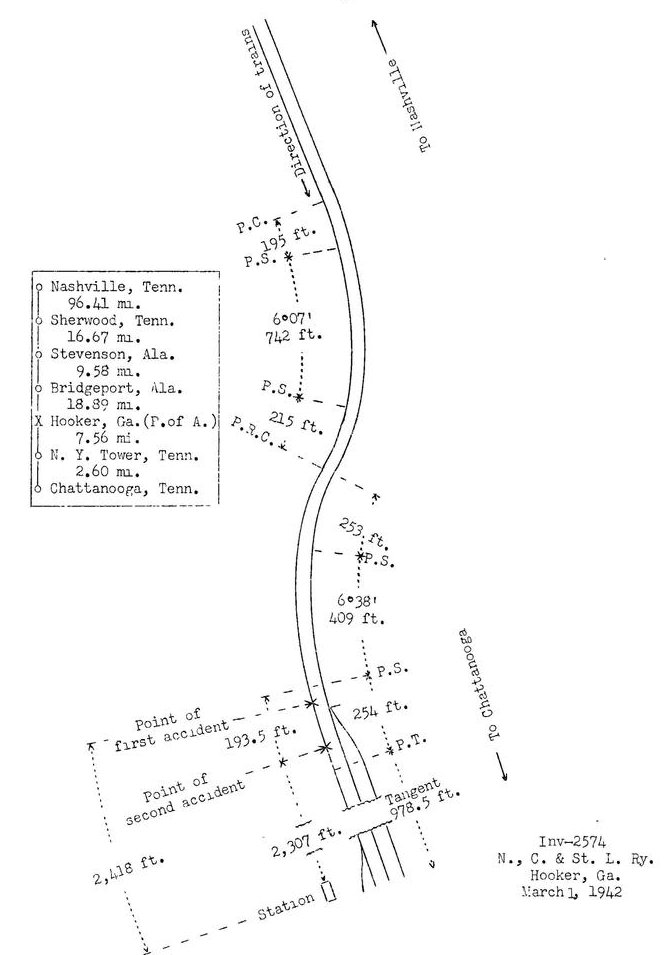 To Nashville
Direction of trains
P.C.
195 ft.
P.S.
6°07'
742 ft.
P.S.
215 ft.
P.R.C.
Nashville, Tenn.
96.41 mi.
Sherwood, Tenn.
16.67 mi.
Stevenson, Ala.
9.58 mi.
Bridgeport, Ala.
18.89 mi.
X Hooker, Ga.(P.of A.)
7.56 mi.
N. Y. Tower, Tenn.
2.60 mi.
Chattanooga, Tenn.
253 ft.
P.S.
6°38'
409 ft.
P.S.
To Chattanooga
254 ft.
Point of
first accident
193.5 ft.
P.T.
Point of
second accident
Tangent
978.5 ft.
2,307 ft.
2,418 ft.
Station
Inv-2574
N., C. & St. L. Ry.
Hooker, Ga.
March 1, 1942